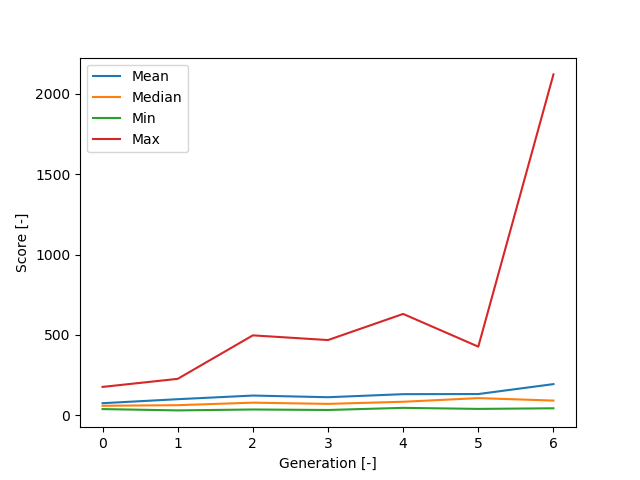 Mean
Median
Min
Max
2000
1500
1000
500
0
Score [-]
0 1 2 3 4 5 6
Generation [-]